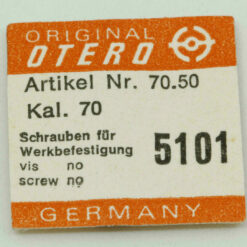 ORIGINAL
OTERO
Artikel Nr. 70.50
Kal. 70
Schrauben für
Werkbefestigung
vis no
screw no
5101
GERMANY